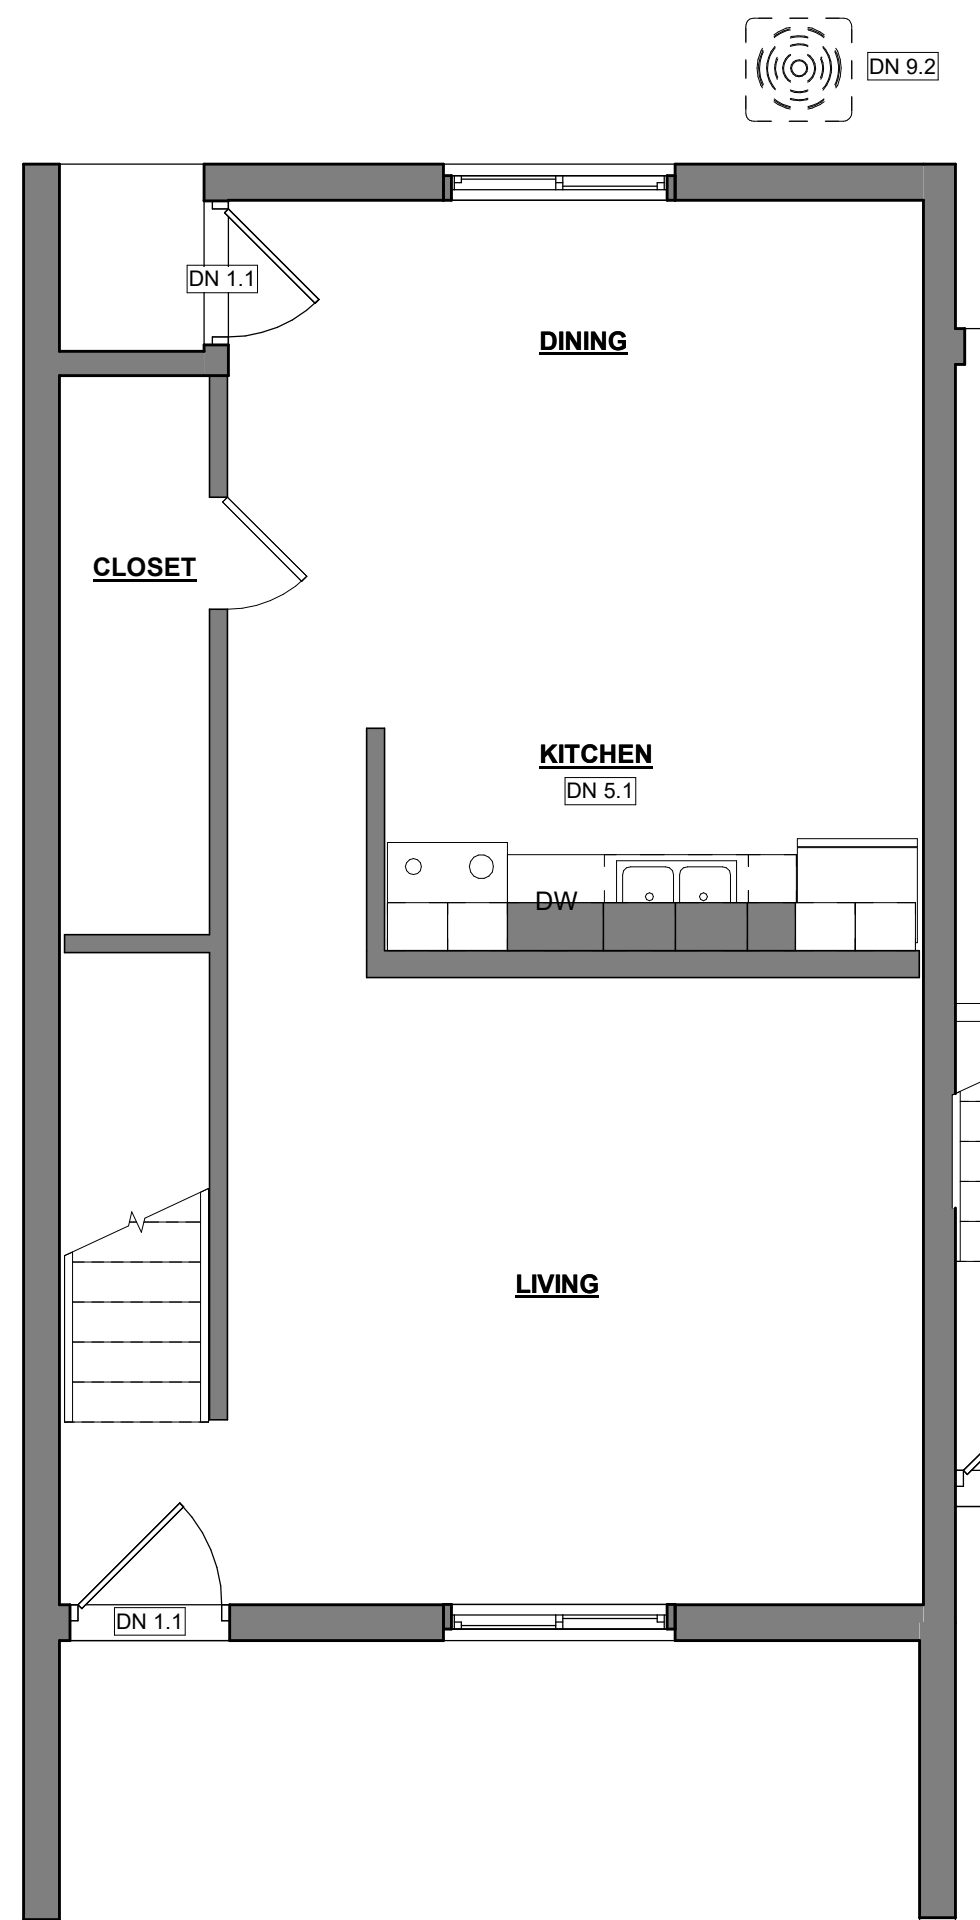 DN 9.2
DN 1.1
DINING
CLOSET
KITCHEN
DN 5.1
DW
LIVING
DN 1.1